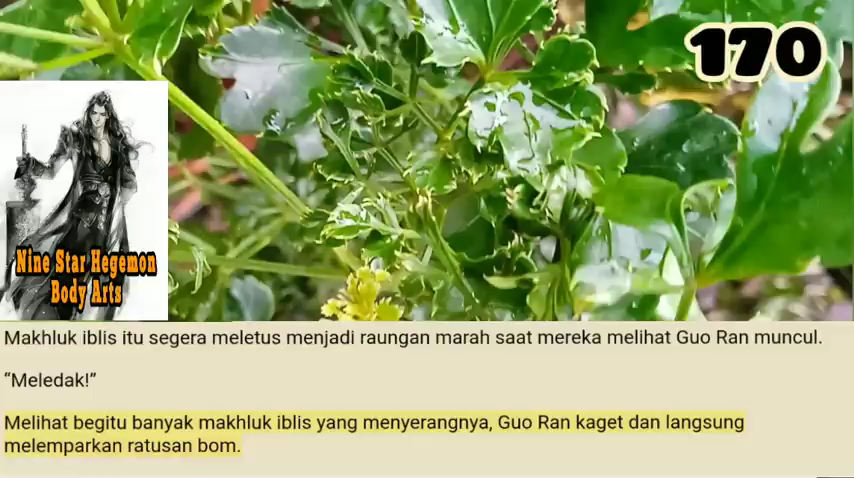 170
Nine Star Hegemon
Body Arts
Makhluk iblis itu segera meletus menjadi raungan marah saat mereka melihat Guo Ran muncul.
“Meledak!”
Melihat begitu banyak makhluk iblis yang menyerangnya, Guo Ran kaget dan langsung
melemparkan ratusan bom.